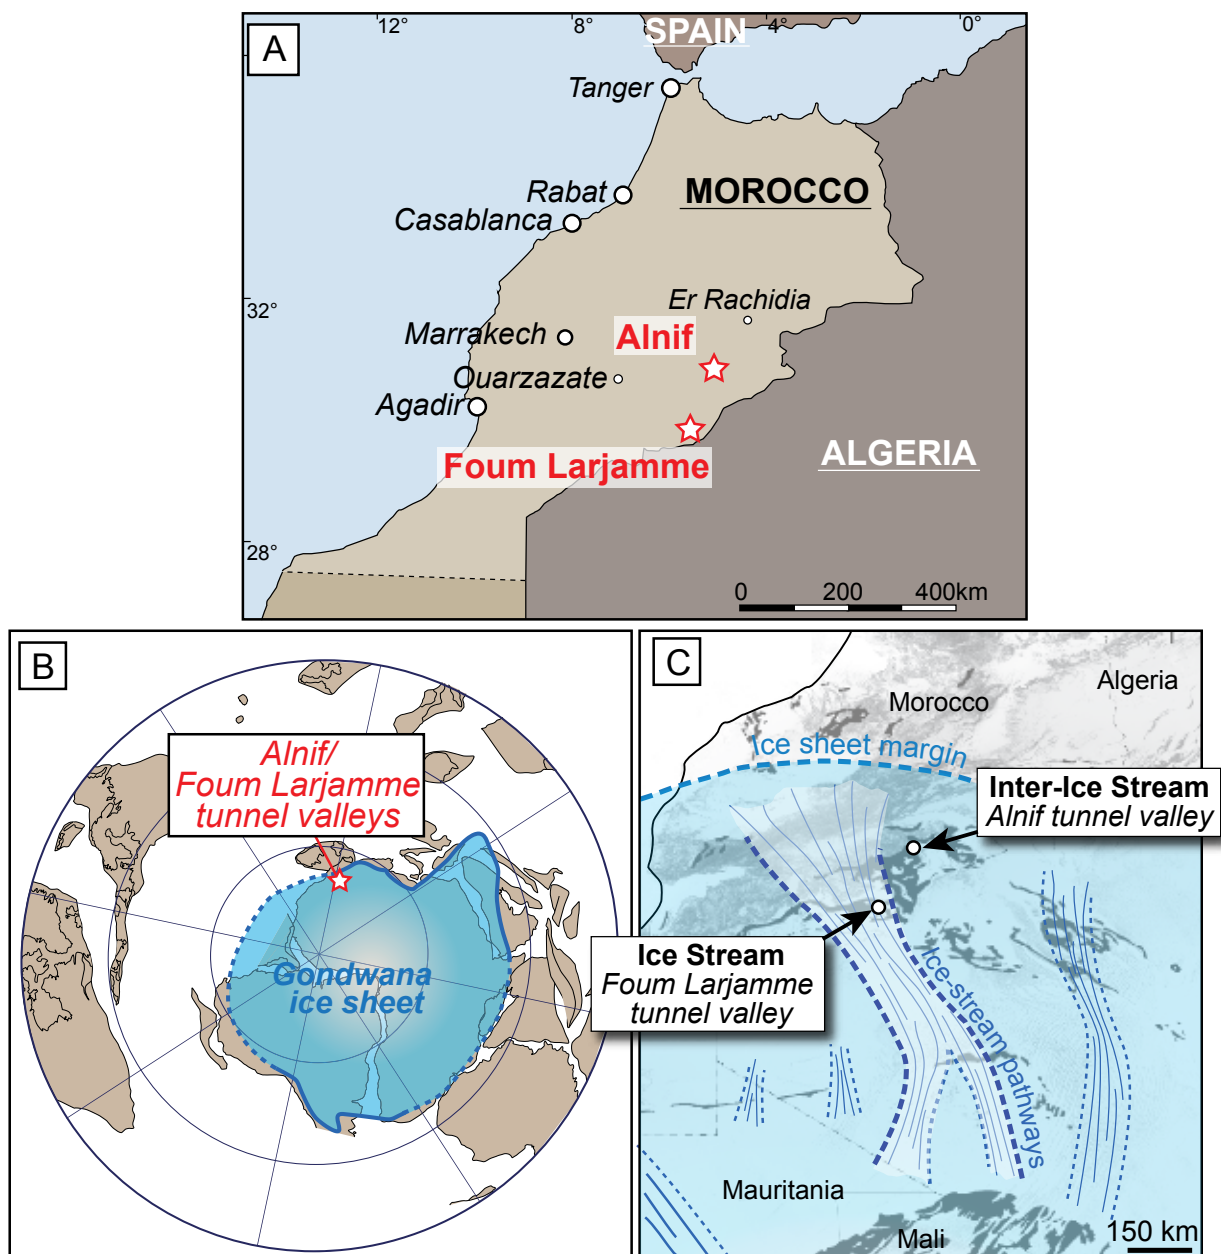 A
12°
8°
SPAIN
4°
0°
Tanger
Rabat
MOROCCO
Casablanca
32°
Er Rachidia
Marrakech
Alnif
Ouarzazate
Agadir
ALGERIA
Foum Larjamme
28°
0
200
400km
B
Alnif/
Foum Larjamme
tunnel valleys
Gondwana
ice sheet
C
Algeria
Morocco
Ice sheet margin
Inter-Ice Stream
Alnif tunnel valley
Ice Stream
Foum Larjamme
tunnel valley
Ice-stream pathways
Mauritania
Mali
150 km